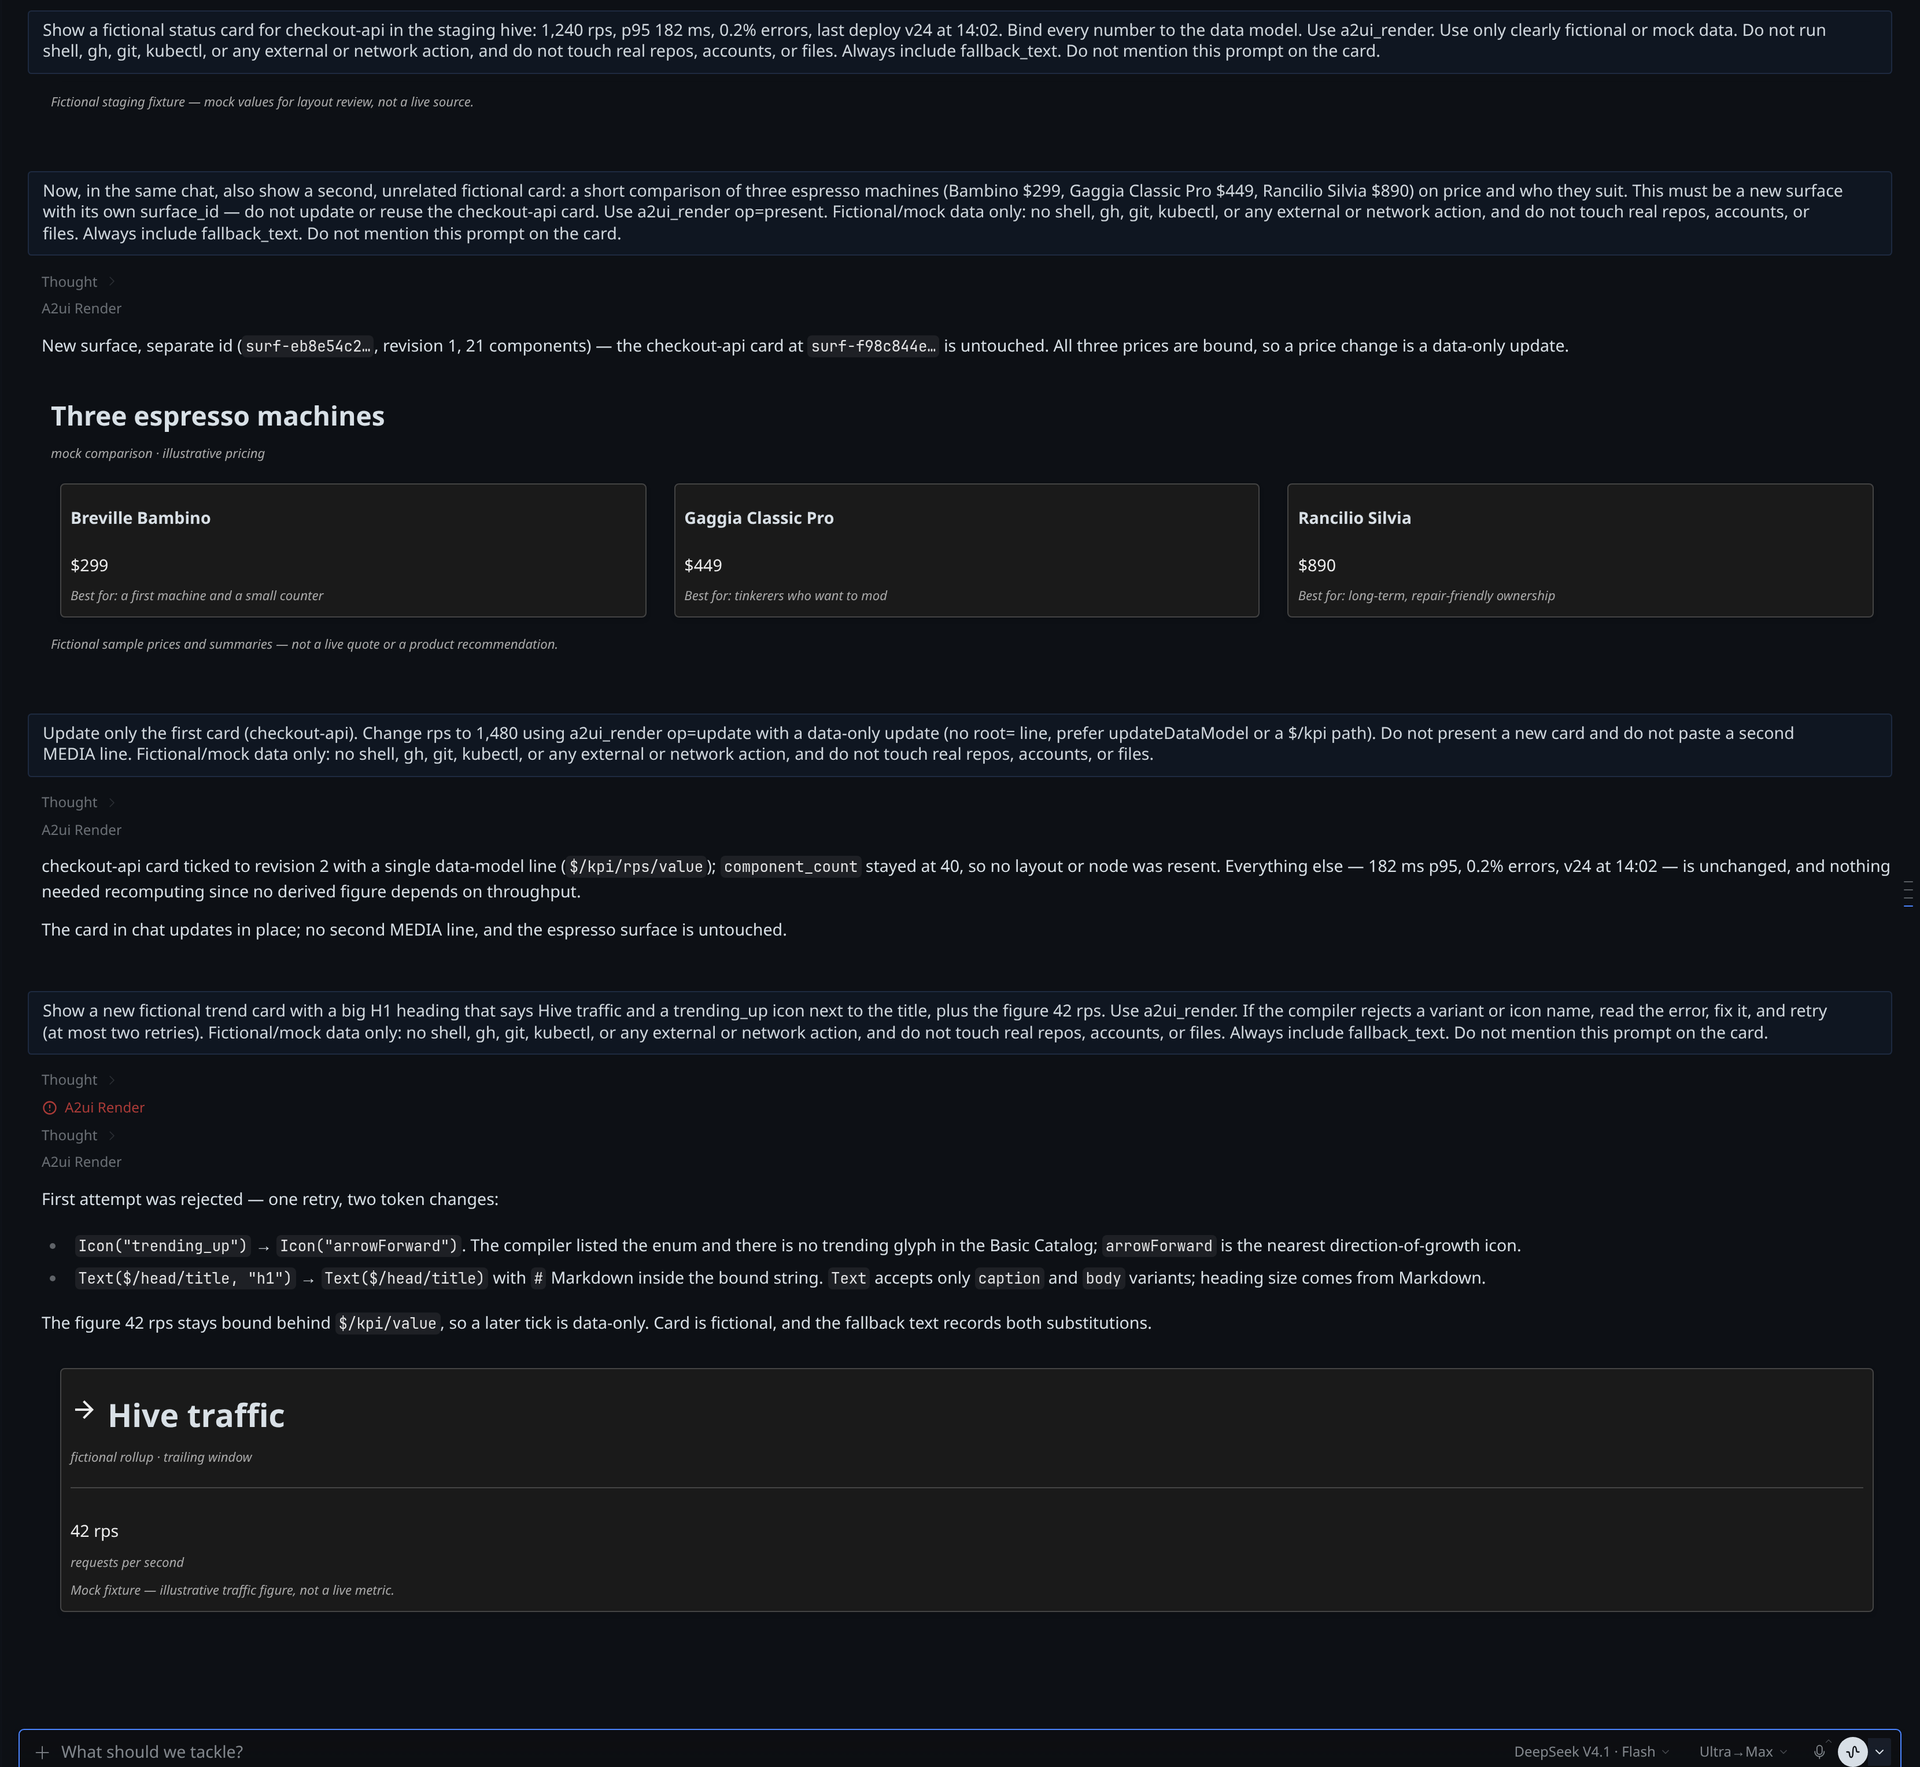 Show a fictional status card for checkout-api in the staging hive: 1,240 rps, p95 182 ms, 0.2% errors, last deploy v24 at 14:02. Bind every number to the data model. Use a2ui_render. Use only clearly fictional or mock data. Do not run
shell, gh, git, kubectl, or any external or network action, and do not touch real repos, accounts, or files. Always include fallback_text. Do not mention this prompt on the card.
Fictional staging fixture — mock values for layout review, not a live source.
Now, in the same chat, also show a second, unrelated fictional card: a short comparison of three espresso machines (Bambino $299, Gaggia Classic Pro $449, Rancilio Silvia $890) on price and who they suit. This must be a new surface
with its own surface_id — do not update or reuse the checkout-api card. Use a2ui_render op=present. Fictional/mock data only: no shell, gh, git, kubectl, or any external or network action, and do not touch real repos, accounts, or
files. Always include fallback_text. Do not mention this prompt on the card.
Thought
A2ui Render
New surface, separate id (surf-eb8e54c2…, revision 1, 21 components) — the checkout-api card at surf-f98c844e… is untouched. All three prices are bound, so a price change is a data-only update.
Three espresso machines
mock comparison · illustrative pricing
Breville Bambino
$299
Best for: a first machine and a small counter
Gaggia Classic Pro
$449
Best for: tinkerers who want to mod
Rancilio Silvia
$890
Best for: long-term, repair-friendly ownership
Fictional sample prices and summaries — not a live quote or a product recommendation.
Update only the first card (checkout-api). Change rps to 1,480 using a2ui_render op=update with a data-only update (no root= line, prefer updateDataModel or a $/kpi path). Do not present a new card and do not paste a second
MEDIA line. Fictional/mock data only: no shell, gh, git, kubectl, or any external or network action, and do not touch real repos, accounts, or files.
Thought
A2ui Render
checkout-api card ticked to revision 2 with a single data-model line ($/kpi/rps/value); component_count stayed at 40, so no layout or node was resent. Everything else — 182 ms p95, 0.2% errors, v24 at 14:02 — is unchanged, and nothing
needed recomputing since no derived figure depends on throughput.
The card in chat updates in place; no second MEDIA line, and the espresso surface is untouched.
Show a new fictional trend card with a big H1 heading that says Hive traffic and a trending_up icon next to the title, plus the figure 42 rps. Use a2ui_render. If the compiler rejects a variant or icon name, read the error, fix it, and retry
(at most two retries). Fictional/mock data only: no shell, gh, git, kubectl, or any external or network action, and do not touch real repos, accounts, or files. Always include fallback_text. Do not mention this prompt on the card.
Thought
A2ui Render
Thought
A2ui Render
First attempt was rejected — one retry, two token changes:
• Icon("trending_up") → Icon("arrowForward"). The compiler listed the enum and there is no trending glyph in the Basic Catalog; arrowForward is the nearest direction-of-growth icon.
• Text($/head/title, "h1") → Text($/head/title) with # Markdown inside the bound string. Text accepts only caption and body variants; heading size comes from Markdown.
The figure 42 rps stays bound behind $/kpi/value, so a later tick is data-only. Card is fictional, and the fallback text records both substitutions.
→ Hive traffic
fictional rollup · trailing window
42 rps
requests per second
Mock fixture — illustrative traffic figure, not a live metric.
What should we tackle?
DeepSeek V4.1 · Flash
Ultra→Max